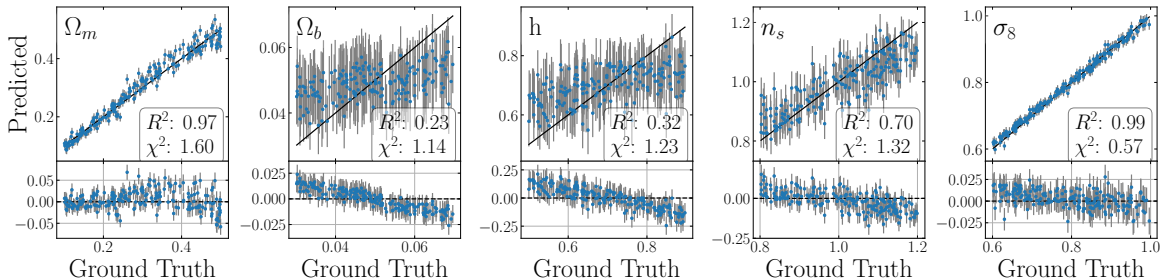 Predicted
Ω_m
0.4
0.2
R²: 0.97
χ²: 1.60
0.05
0.00
−0.05
0.2
0.4
Ground Truth
Ω_b
0.06
0.04
R²: 0.23
χ²: 1.14
0.025
0.000
−0.025
0.04
0.06
Ground Truth
h
0.8
0.6
R²: 0.32
χ²: 1.23
0.25
0.00
−0.25
0.6
0.8
Ground Truth
n_s
1.2
1.0
0.8
R²: 0.70
χ²: 1.32
0.25
0.00
−0.25
0.8
1.0
1.2
Ground Truth
σ_8
1.0
0.8
0.6
R²: 0.99
χ²: 0.57
0.025
0.000
−0.025
0.6
0.8
1.0
Ground Truth